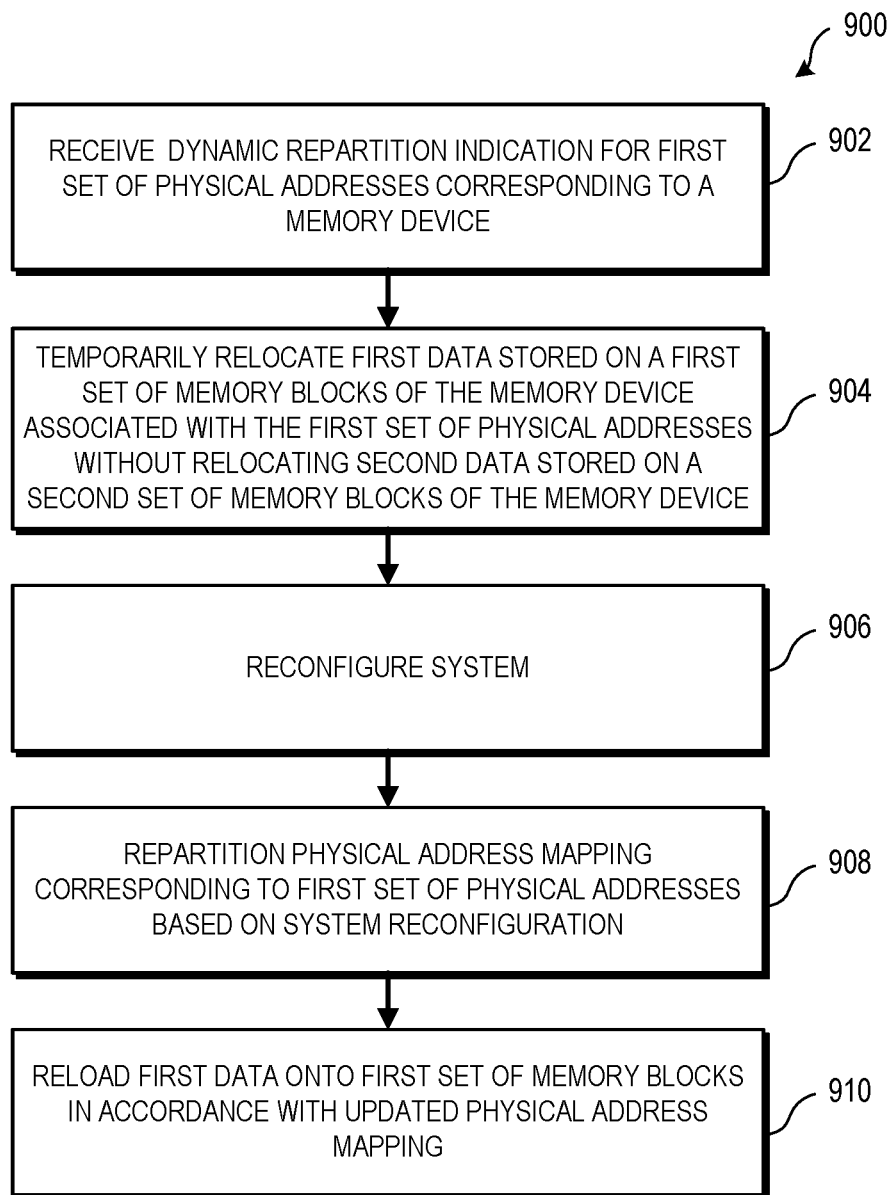 900
RECEIVE DYNAMIC REPARTITION INDICATION FOR FIRST
SET OF PHYSICAL ADDRESSES CORRESPONDING TO A
MEMORY DEVICE
902
TEMPORARILY RELOCATE FIRST DATA STORED ON A FIRST
SET OF MEMORY BLOCKS OF THE MEMORY DEVICE
ASSOCIATED WITH THE FIRST SET OF PHYSICAL ADDRESSES
WITHOUT RELOCATING SECOND DATA STORED ON A
SECOND SET OF MEMORY BLOCKS OF THE MEMORY DEVICE
904
RECONFIGURE SYSTEM
906
REPARTITION PHYSICAL ADDRESS MAPPING
CORRESPONDING TO FIRST SET OF PHYSICAL ADDRESSES
BASED ON SYSTEM RECONFIGURATION
908
RELOAD FIRST DATA ONTO FIRST SET OF MEMORY BLOCKS
IN ACCORDANCE WITH UPDATED PHYSICAL ADDRESS
MAPPING
910